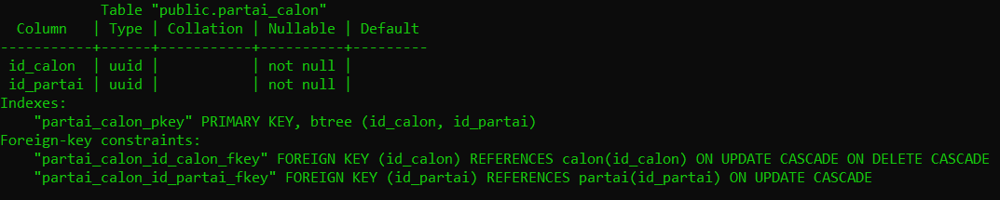 Table "public.partai_calon"
Column | Type | Collation | Nullable | Default
-----------+------+-----------+----------+---------
id_calon | uuid | | not null |
id_partai | uuid | | not null |
Indexes:
"partai_calon_pkey" PRIMARY KEY, btree (id_calon, id_partai)
Foreign-key constraints:
"partai_calon_id_calon_fkey" FOREIGN KEY (id_calon) REFERENCES calon(id_calon) ON UPDATE CASCADE ON DELETE CASCADE
"partai_calon_id_partai_fkey" FOREIGN KEY (id_partai) REFERENCES partai(id_partai) ON UPDATE CASCADE